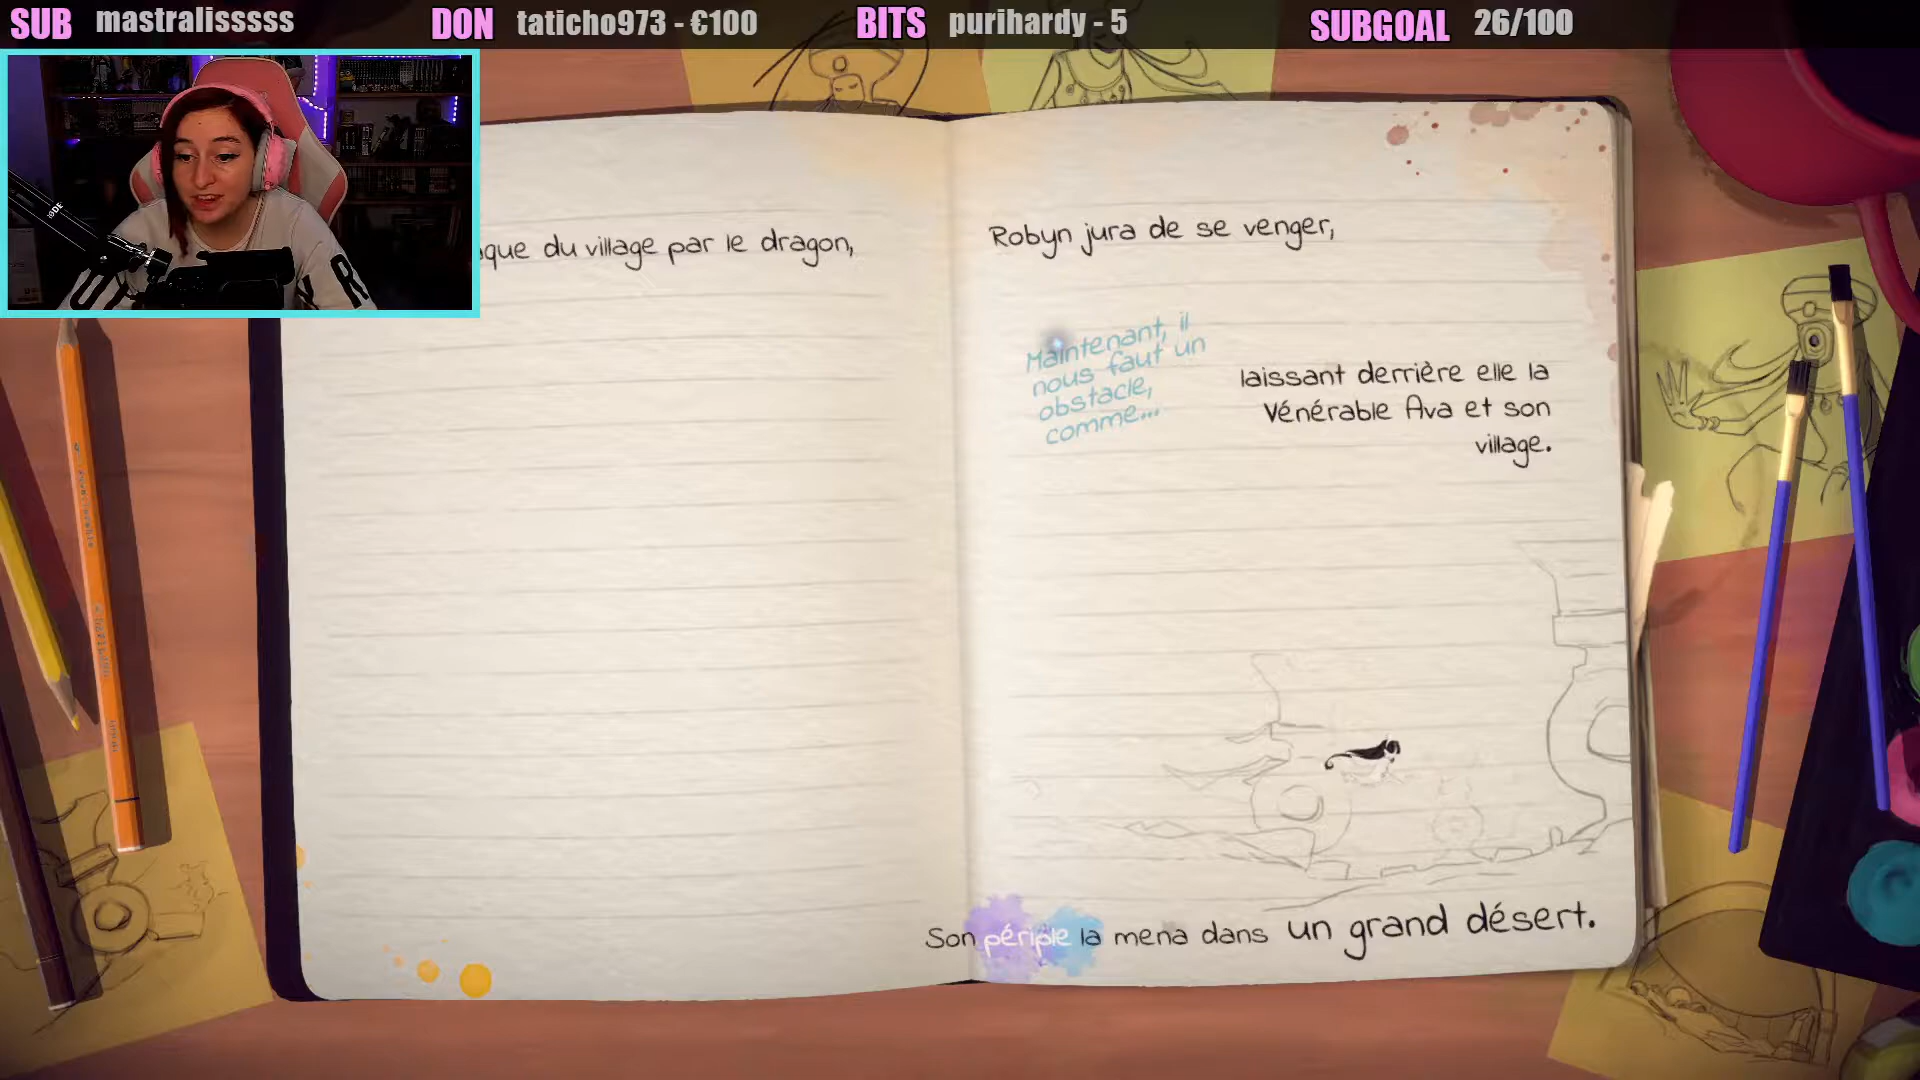 SUB mastralisssss DON taticho973 - €100 BITS purihardy - 5 SUBGOAL 26/100
du village par le dragon,
Robyn jura de se venger,
Maintenant, il
nous faut un
obstacle,
comme...
laissant derrière elle la
Vénérable Ava et son
village.
Son périple la mena dans un grand désert.